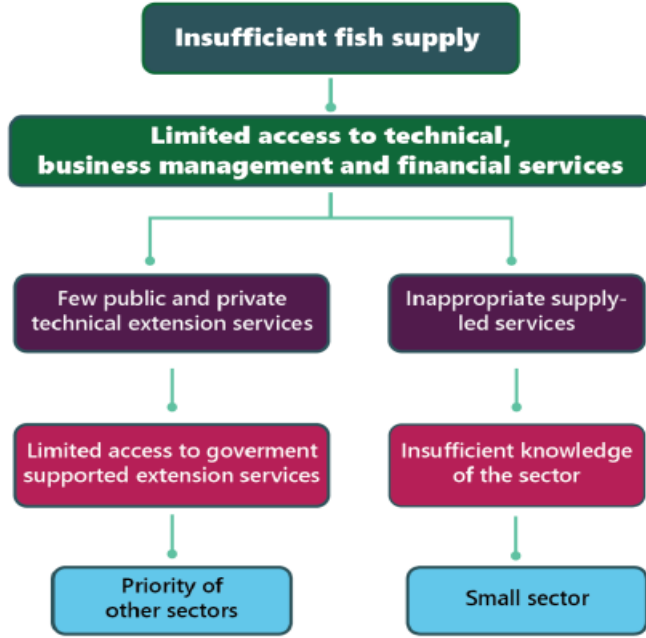 Insufficient fish supply
Limited access to technical,
business management and financial services
Few public and private
technical extension services
Inappropriate supply-
led services
Limited access to goverment
supported extension services
Insufficient knowledge
of the sector
Priority of
other sectors
Small sector